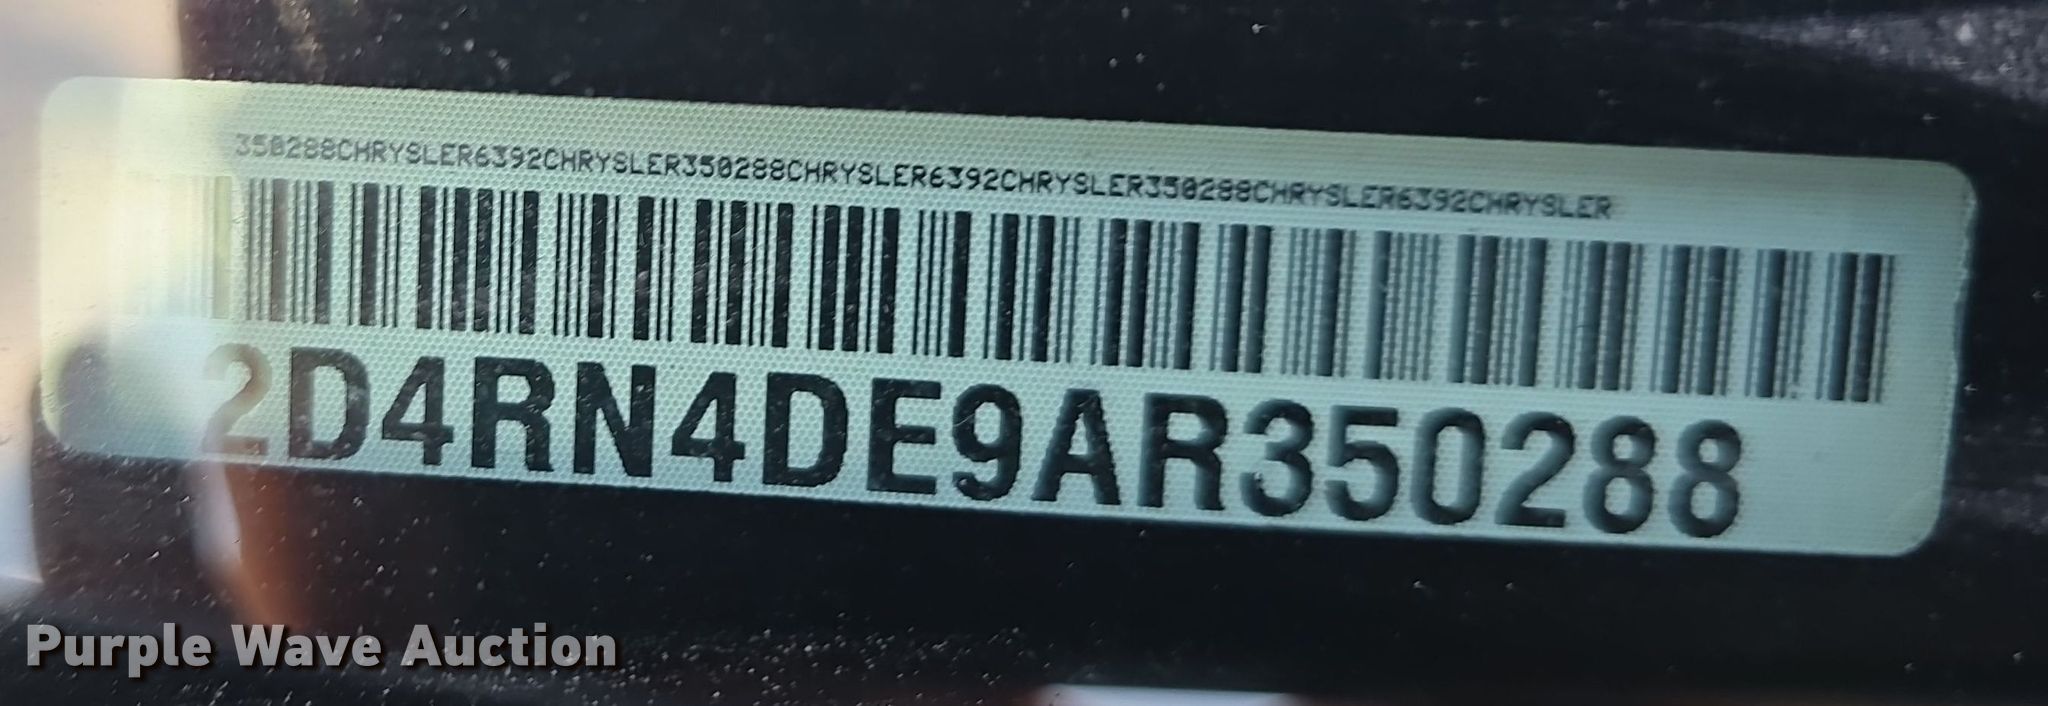 350288CHRYSLER6392CHRYSLER350288CHRYSLER6392CHRYSLER350288CHRYSLER6392CHRYSLER
2D4RN4DE9AR350288
Purple Wave Auction